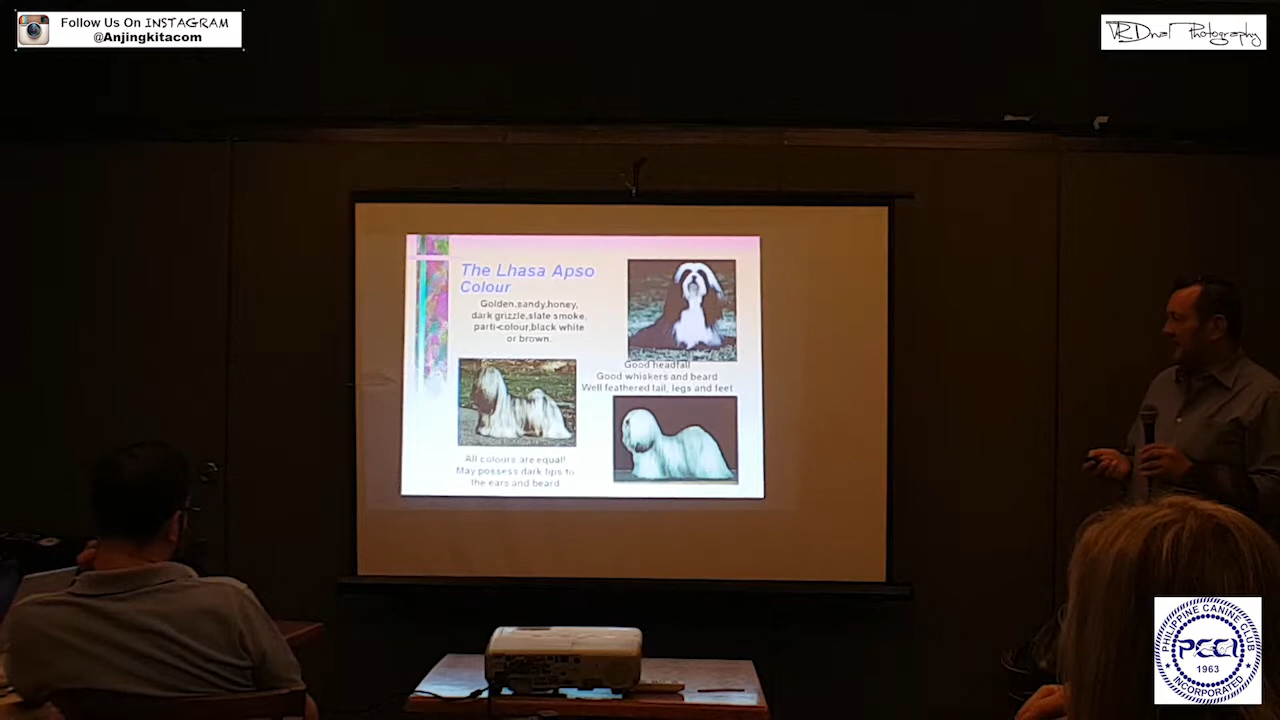 Follow Us On INSTAGRAM
@Anjingkitacom
VRDnal Photography
The Lhasa Apso
Colour
Golden,sandy,honey,
dark grizzle,slate smoke,
parti-colour,black white
or brown.
Good headfall
Good whiskers and beard
Well feathered tail, legs and feet
All colours are equal!
May possess dark tips to
the ears and beard
PHILIPPINE CANINE CLUB
PCCI
1963
INCORPORATED